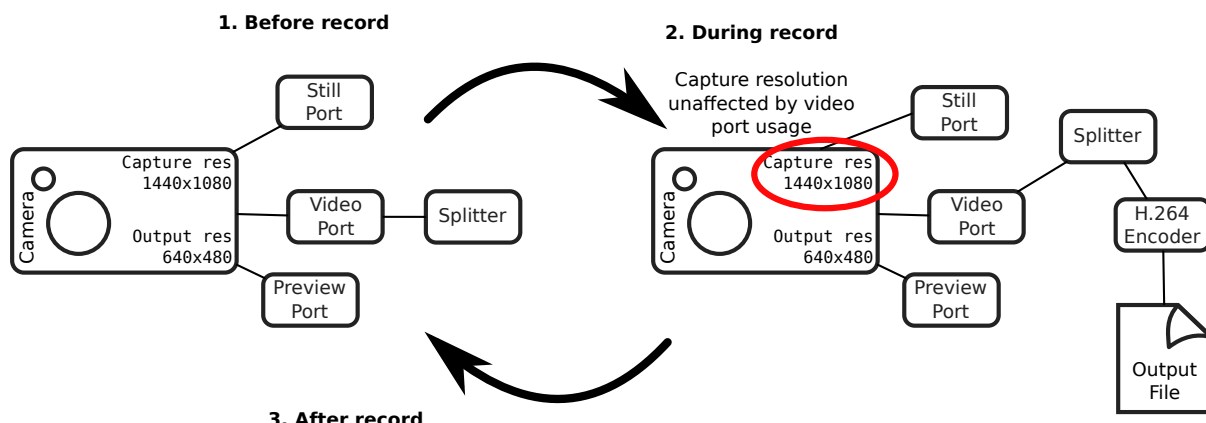 1. Before record
Still
Port
Capture res
1440x1080
Camera
Video
Port
Splitter
Output res
640x480
Preview
Port
2. During record
Capture resolution
unaffected by video
port usage
Still
Port
Splitter
Capture res
1440x1080
Camera
Video
Port
H.264
Encoder
Output res
640x480
Preview
Port
Output
File
3. After record